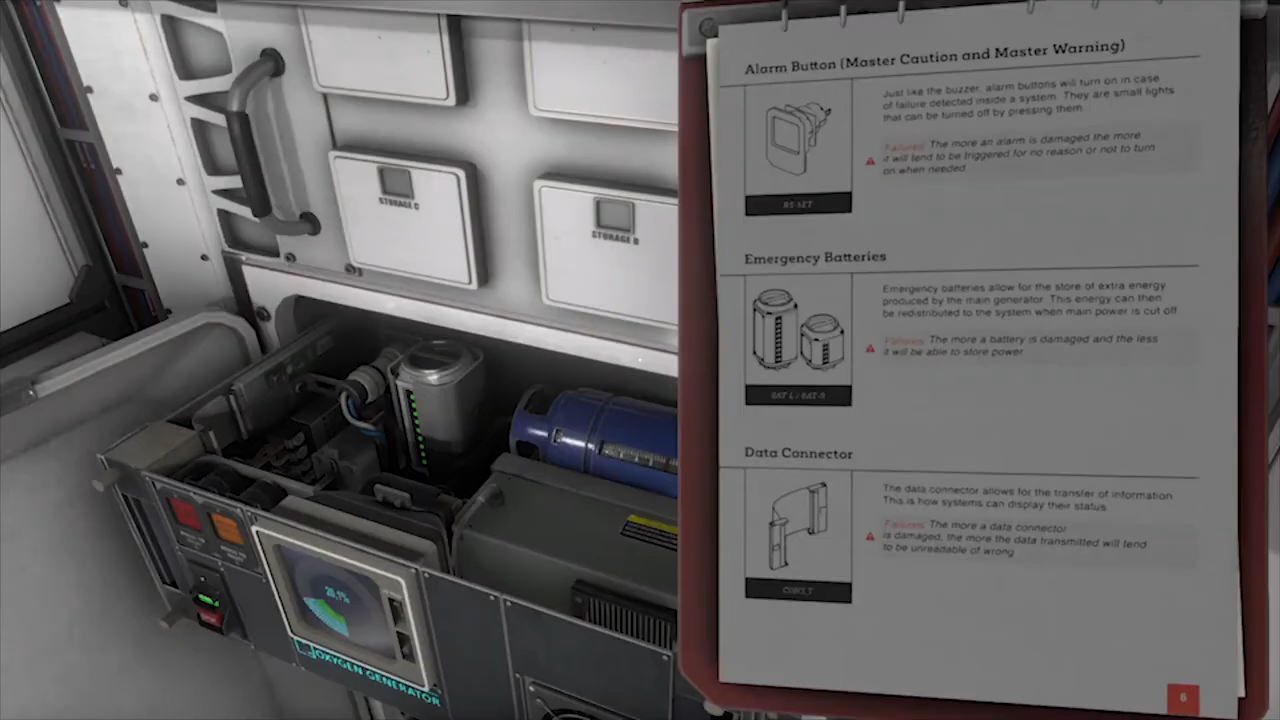 STORAGE C
STORAGE D
20,1%
OXYGEN GENERATOR
Alarm Button (Master Caution and Master Warning)
Just like the buzzer, alarm buttons will turn on in case
of failure detected inside a system. They are small lights
that can be turned off by pressing them.
Failures: The more an alarm is damaged the more
it will tend to be triggered for no reason or not to turn
on when needed
Emergency Batteries
Emergency batteries allow for the store of extra energy
produced by the main generator. This energy can then
be redistributed to the system when main power is cut off
Failures: The more a battery is damaged and the less
it will be able to store power
BAT-L / BAT-S
Data Connector
The data connector allows for the transfer of information
This is how systems can display their status
Failures: The more a data connector
is damaged, the more the data transmitted will tend
to be unreadable of wrong
6